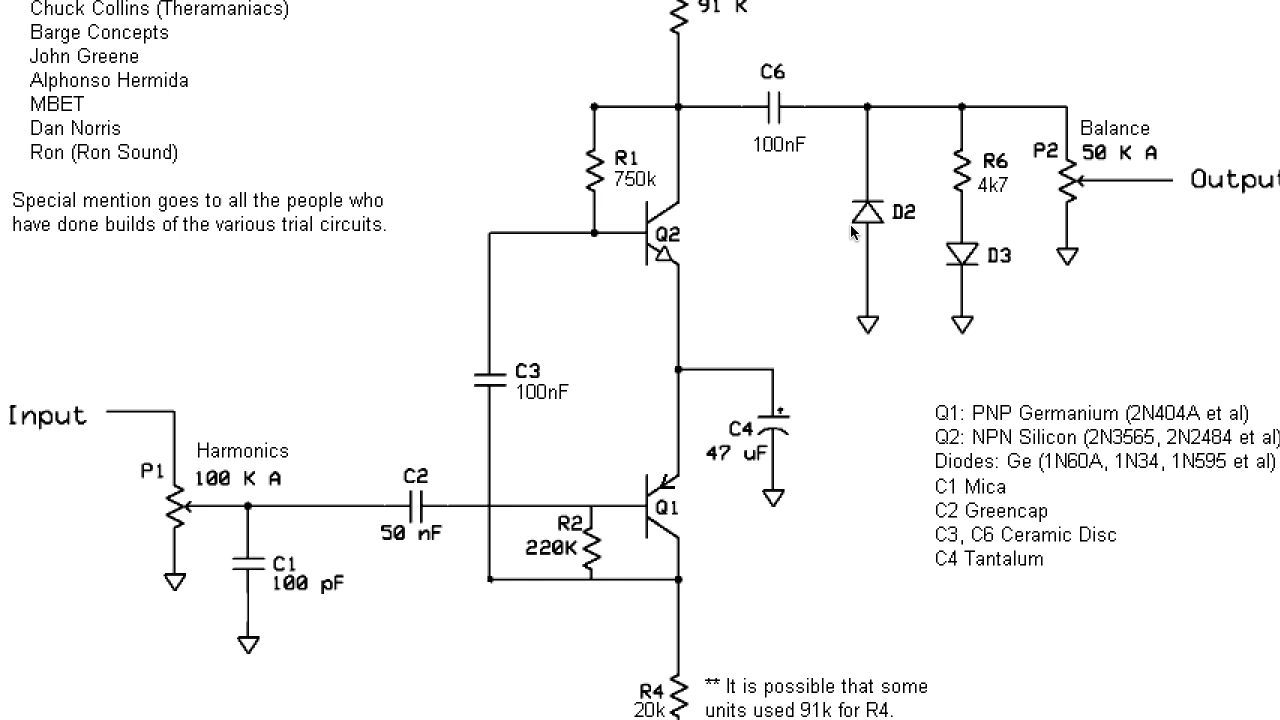 Chuck Collins (Theramaniacs)
Barge Concepts
John Greene
Alphonso Hermida
MBET
Dan Norris
Ron (Ron Sound)
Special mention goes to all the people who
have done builds of the various trial circuits.
91 K
C6
100nF
R1
750k
Q2
D2
R6
4k7
D3
Balance
P2 50 K A
Output
C3
100nF
C4
47 uF
Input
Harmonics
P1 100 K A
C1
100 pF
C2
50 nF
R2
220K
Q1
Q1: PNP Germanium (2N404A et al)
Q2: NPN Silicon (2N3565, 2N2484 et al)
Diodes: Ge (1N60A, 1N34, 1N595 et al)
C1 Mica
C2 Greencap
C3, C6 Ceramic Disc
C4 Tantalum
R4
20k
** It is possible that some
units used 91k for R4.